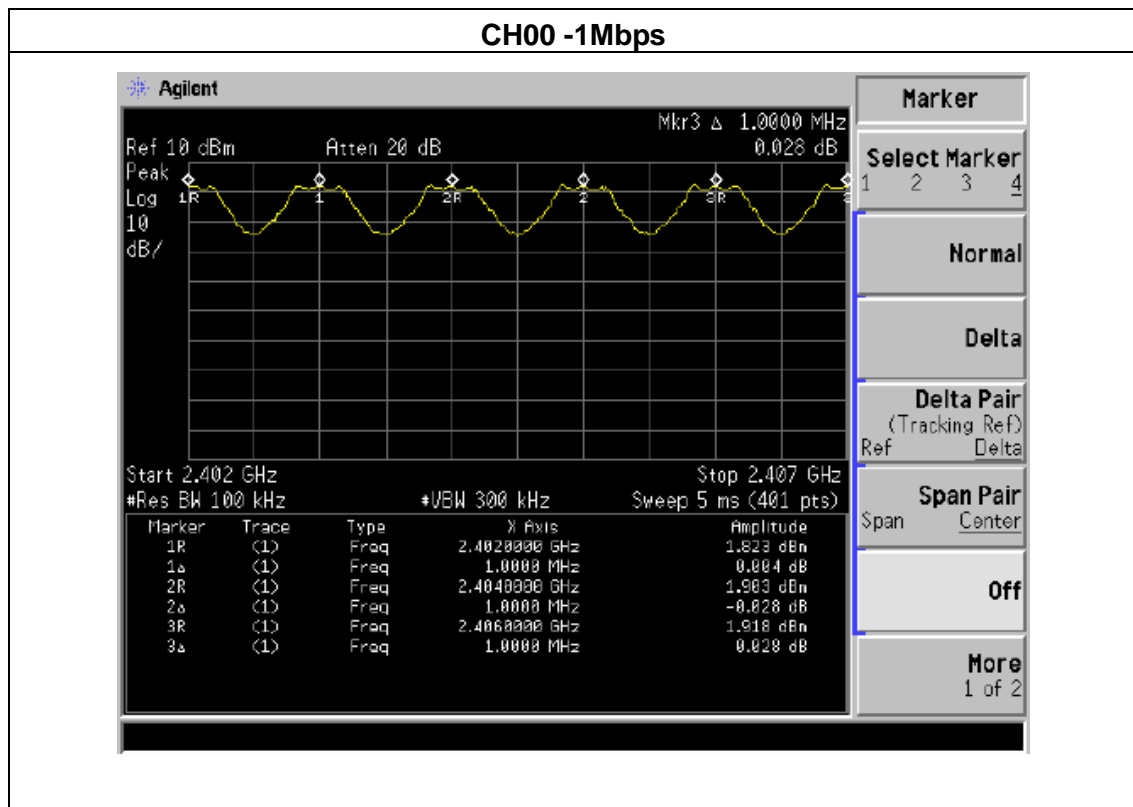 CH00 -1Mbps
Agilent
Marker
Mkr3 Δ 1.0000 MHz
Ref 10 dBm Atten 20 dB 0.028 dB
Select Marker
1 2 3 4
Peak
Log
10
dB/
1R 1 2R 2 3R 3
Normal
Delta
Delta Pair
(Tracking Ref)
Ref Delta
Start 2.402 GHz Stop 2.407 GHz
#Res BW 100 kHz #VBW 300 kHz Sweep 5 ms (401 pts)
Span Pair
Span Center
Marker Trace Type X Axis Amplitude
1R (1) Freq 2.4020000 GHz 1.823 dBm
1Δ (1) Freq 1.0000 MHz 0.004 dB
2R (1) Freq 2.4040000 GHz 1.903 dBm
2Δ (1) Freq 1.0000 MHz -0.028 dB
3R (1) Freq 2.4060000 GHz 1.918 dBm
3Δ (1) Freq 1.0000 MHz 0.028 dB
Off
More
1 of 2